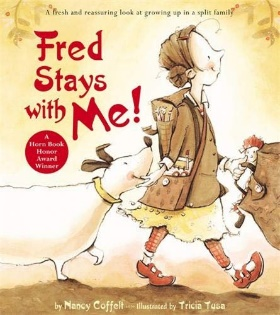 A fresh and reassuring look at growing up in a split family
Fred
Stays
with Me!
A
Horn Book
Honor
Award
Winner
by Nancy Coffelt illustrated by Tricia Tusa